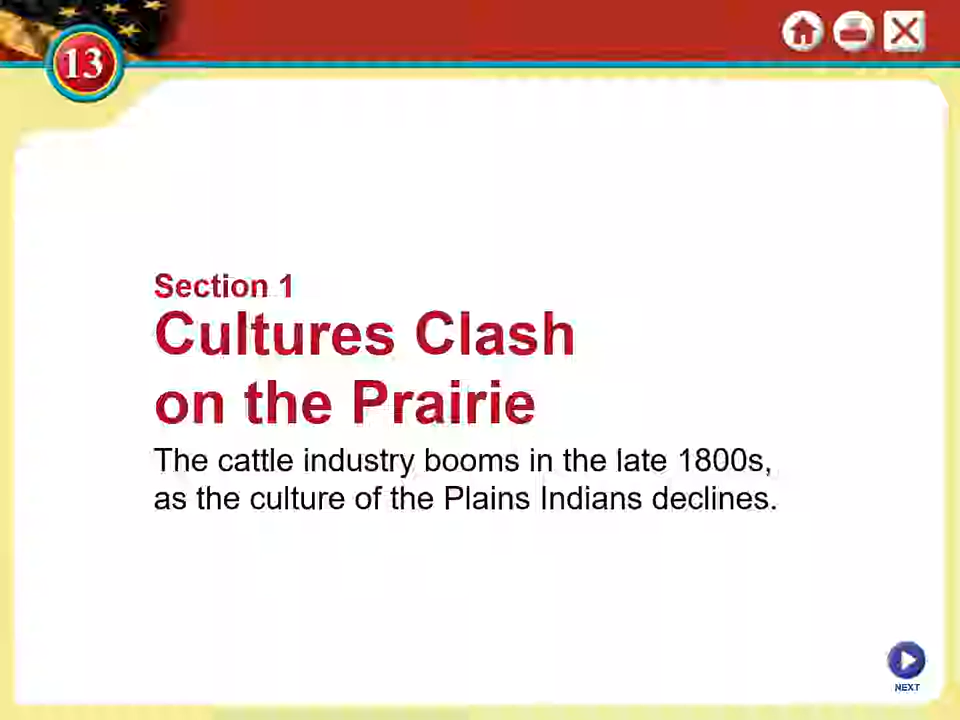 13
Section 1
Cultures Clash
on the Prairie
The cattle industry booms in the late 1800s,
as the culture of the Plains Indians declines.
NEXT